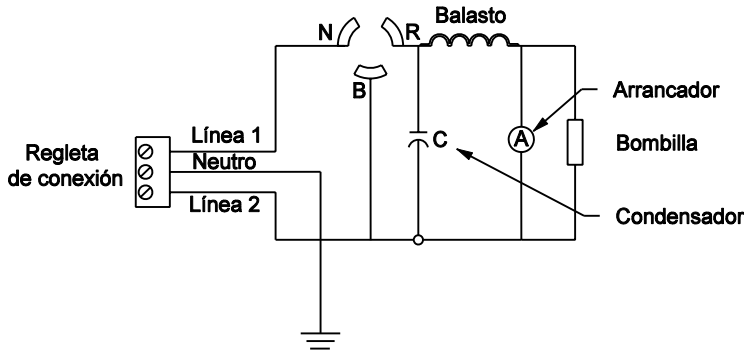 Balasto
N
R
B
Arrancador
Línea 1
Regleta
de conexión
Neutro
C
A
Bombilla
Línea 2
Condensador